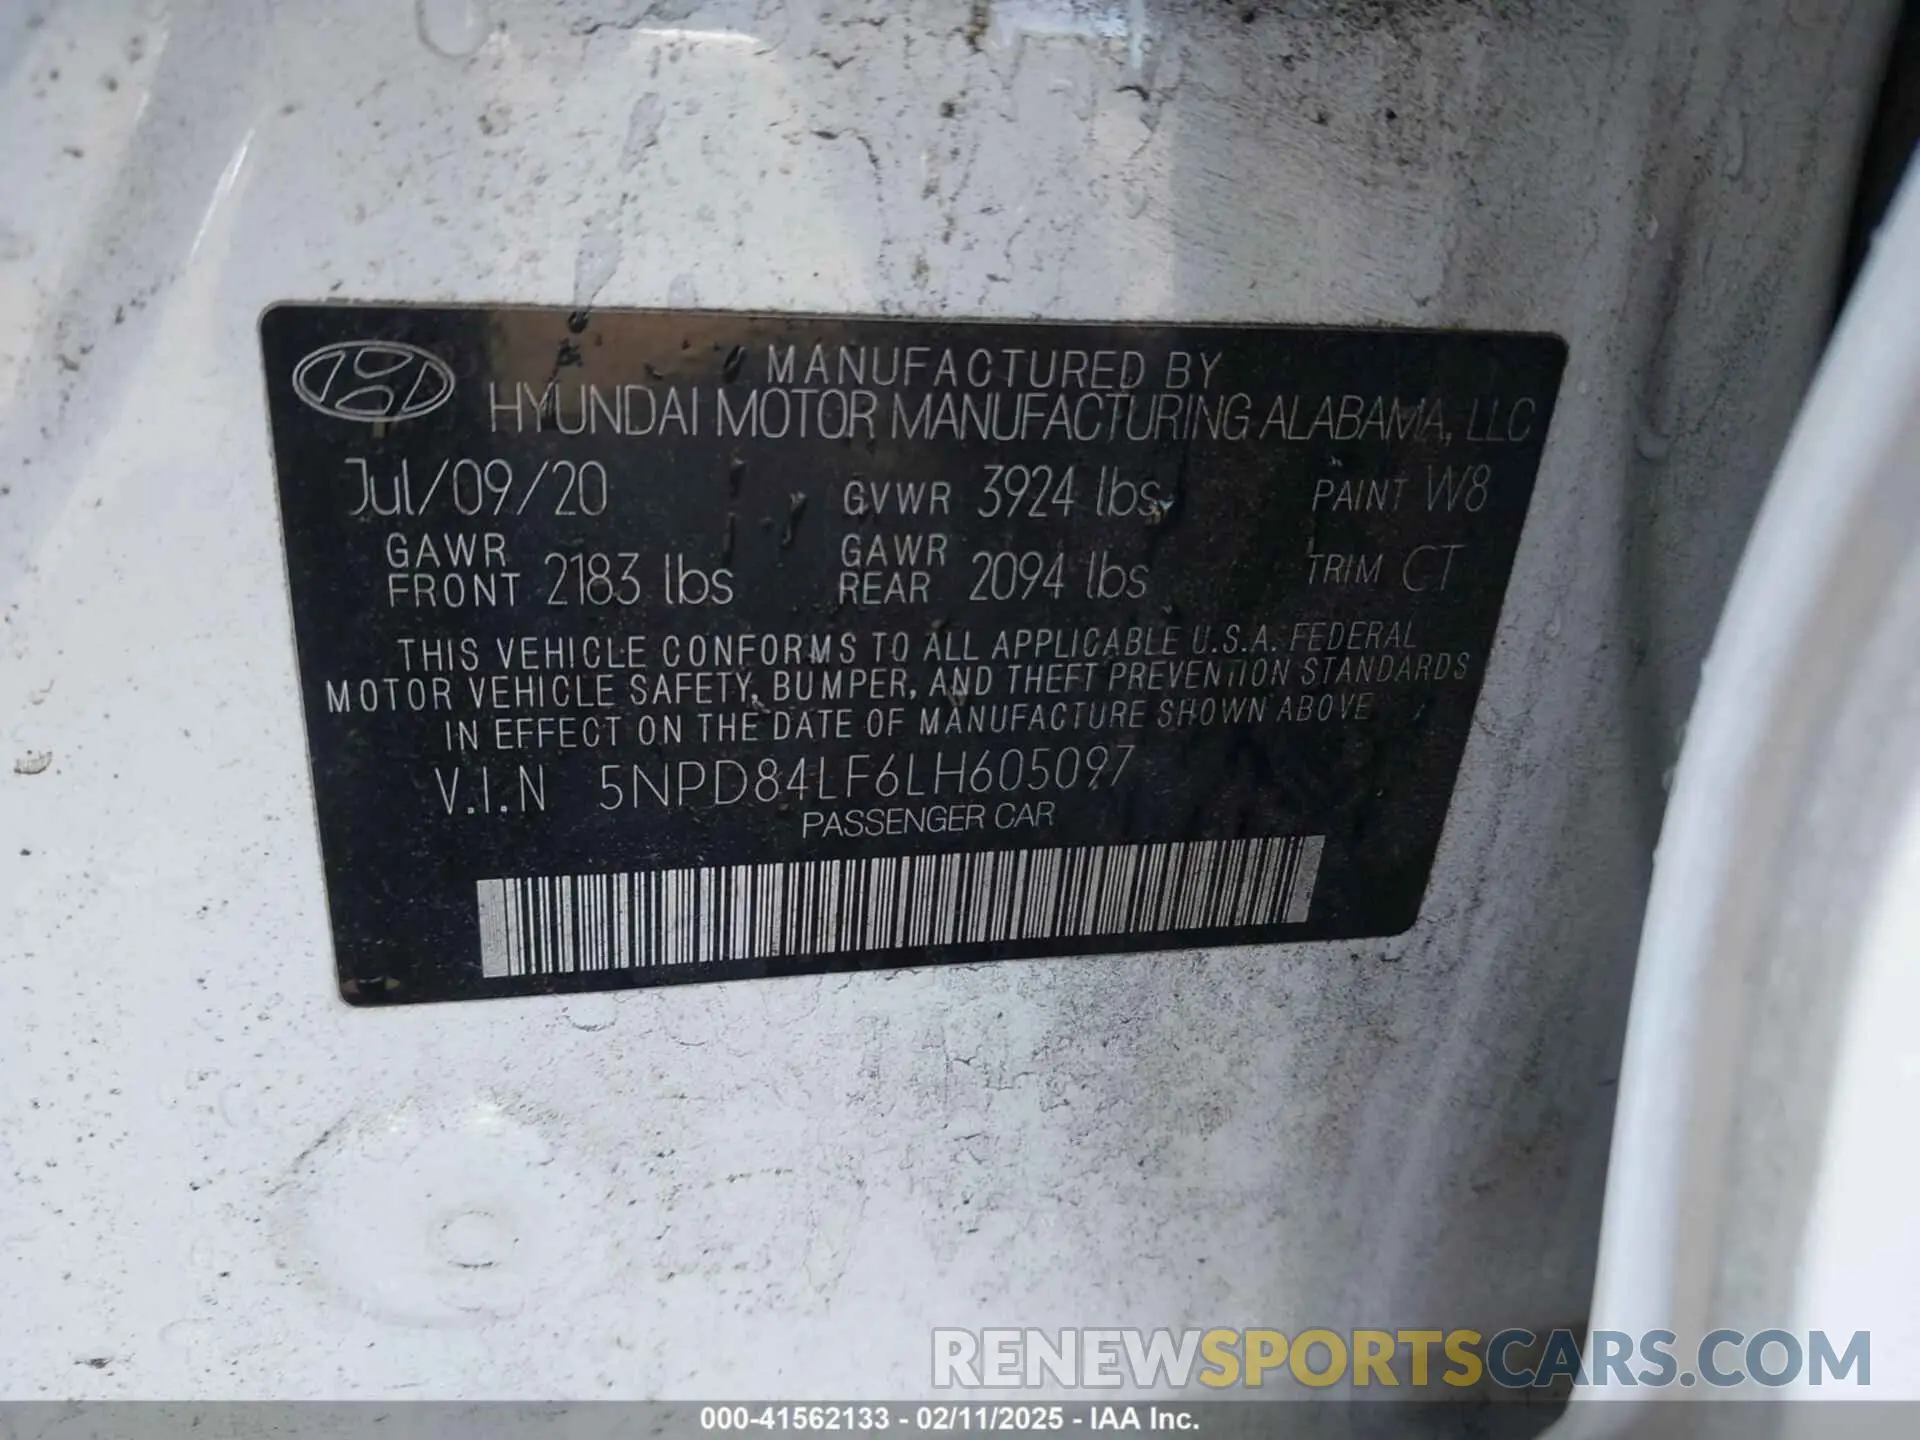 MANUFACTURED BY
HYUNDAI MOTOR MANUFACTURING ALABAMA, LLC
Jul/09/20 GVWR 3924 lbs PAINT W8
GAWR FRONT 2183 lbs GAWR REAR 2094 lbs TRIM CT
THIS VEHICLE CONFORMS TO ALL APPLICABLE U.S.A. FEDERAL
MOTOR VEHICLE SAFETY, BUMPER, AND THEFT PREVENTION STANDARDS
IN EFFECT ON THE DATE OF MANUFACTURE SHOWN ABOVE
V.I.N 5NPD84LF6LH605097
PASSENGER CAR
RENEWSPORTSCARS.COM
000-41562133 - 02/11/2025 - IAA Inc.